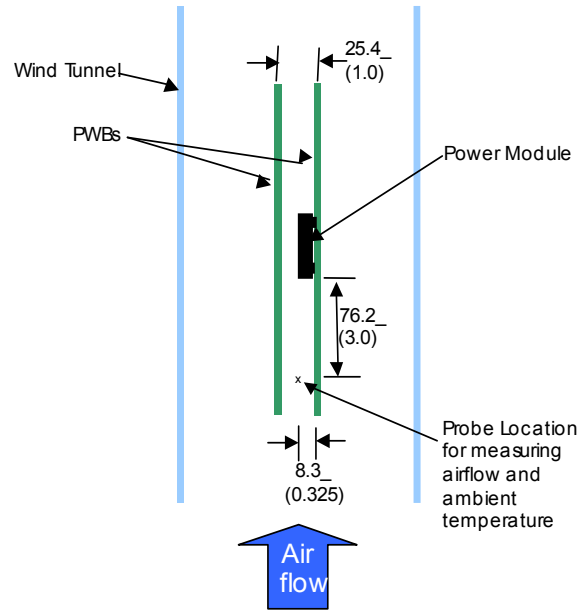 25.4_
(1.0)
Wind Tunnel
PWBs
Power Module
76.2_
(3.0)
x
Probe Location
for measuring
airflow and
ambient
temperature
8.3_
(0.325)
Air
flow